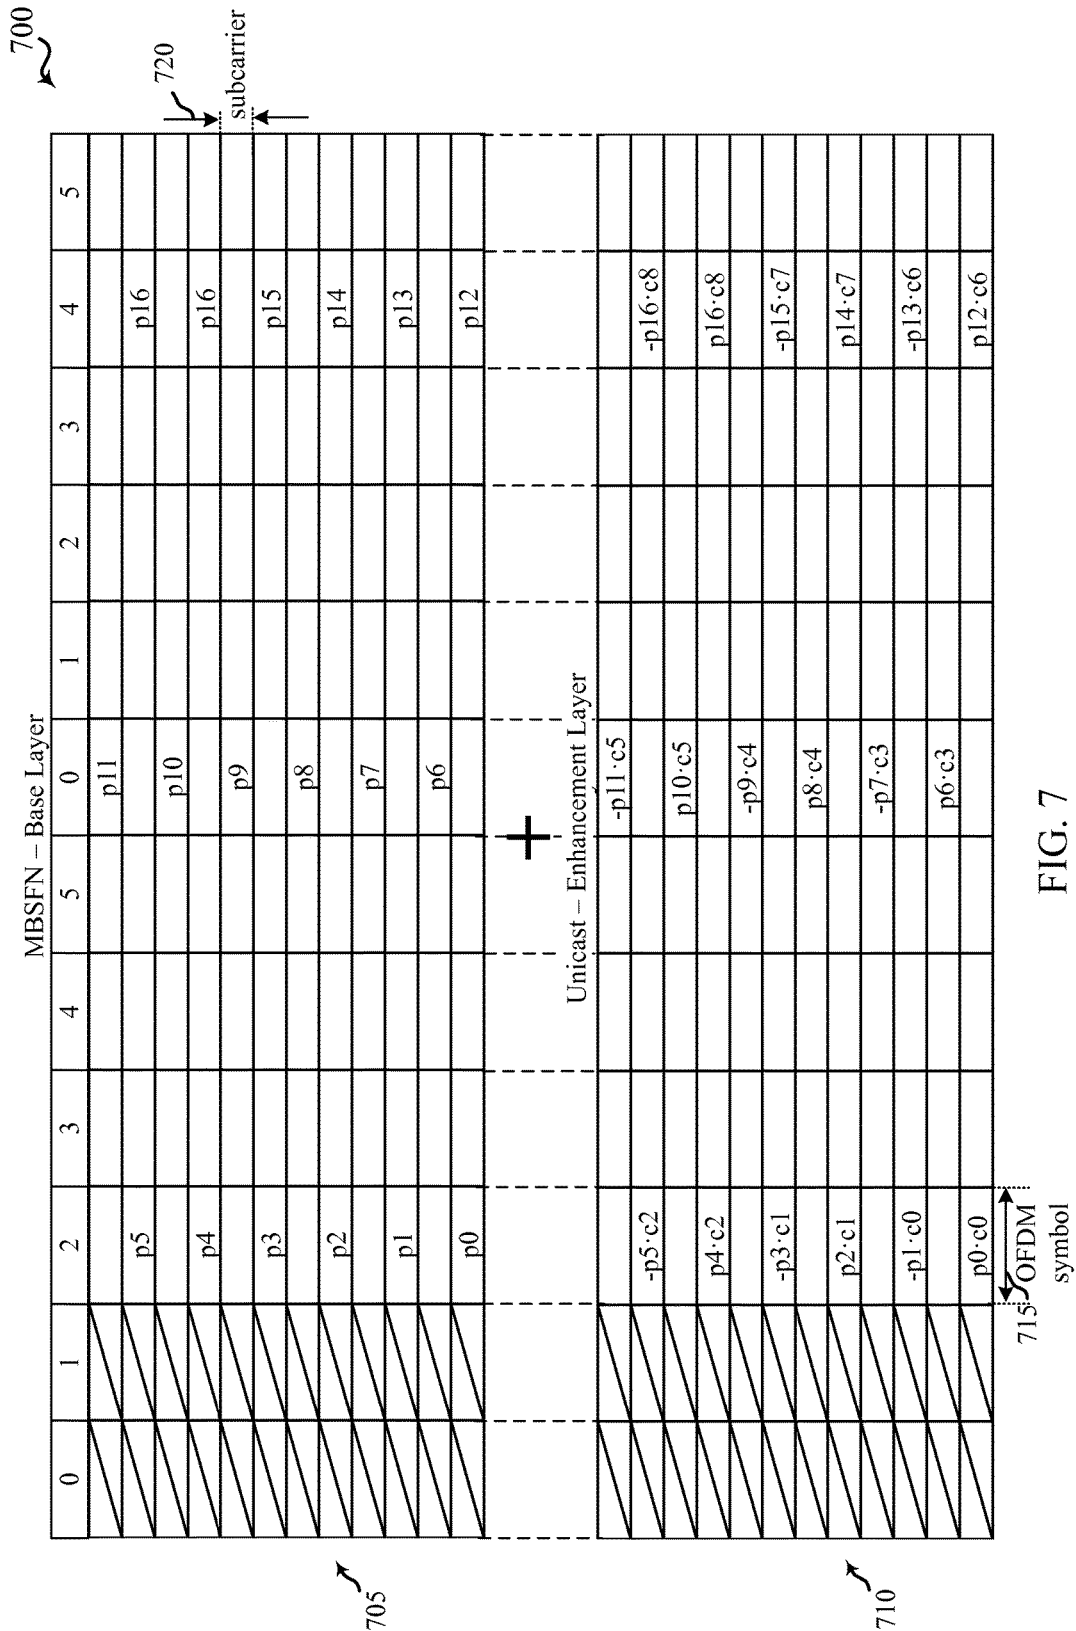 700
MBSFN – Base Layer
0 1 2 3 4 5 0 1 2 3 4 5
p11
p5 p16
p10
p4 p16
p9
p3 p15
p8
p2 p14
p7
p1 p13
p6
p0 p12
720
subcarrier
705
+
Unicast – Enhancement Layer
-p11·c5
-p5·c2 -p16·c8
p10·c5
p4·c2 p16·c8
-p9·c4
-p3·c1 -p15·c7
p8·c4
p2·c1 p14·c7
-p7·c3
-p1·c0 -p13·c6
p6·c3
p0·c0 p12·c6
710
715
OFDM
symbol
FIG. 7